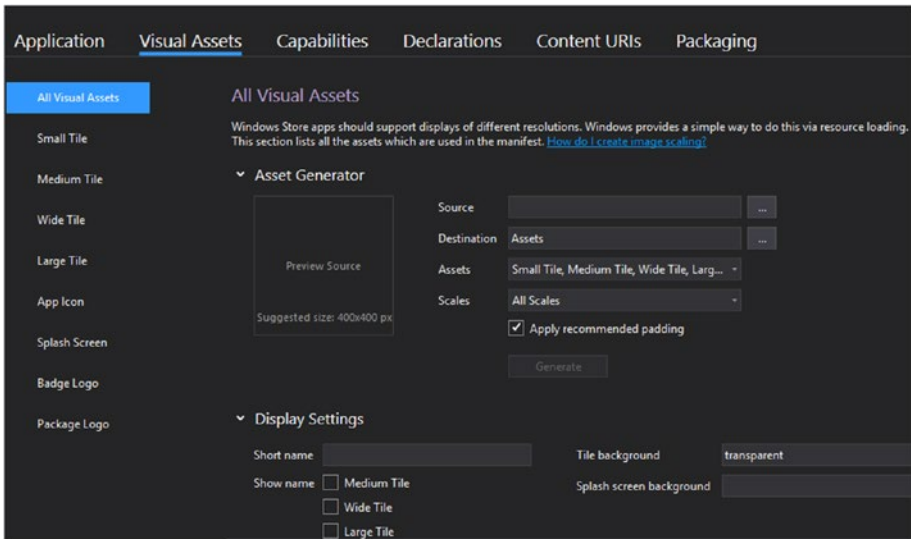 Application Visual Assets Capabilities Declarations Content URIs Packaging
All Visual Assets
Small Tile
Medium Tile
Wide Tile
Large Tile
App Icon
Splash Screen
Badge Logo
Package Logo
All Visual Assets
Windows Store apps should support displays of different resolutions. Windows provides a simple way to do this via resource loading.
This section lists all the assets which are used in the manifest. How do I create image scaling?
Asset Generator
Preview Source
Suggested size: 400x400 px
Source ...
Destination Assets ...
Assets Small Tile, Medium Tile, Wide Tile, Larg...
Scales All Scales
Apply recommended padding
Generate
Display Settings
Short name
Show name Medium Tile
Wide Tile
Large Tile
Tile background transparent
Splash screen background